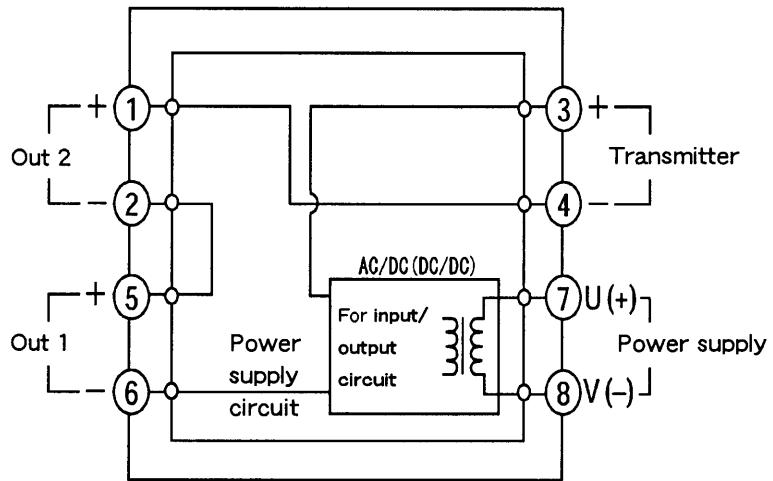 1 +
Out 2
2 −
5 +
Out 1
6 −
3 +
Transmitter
4 −
AC/DC(DC/DC)
For input/
output
circuit
Power
supply
circuit
7 U(+)
Power supply
8 V(−)